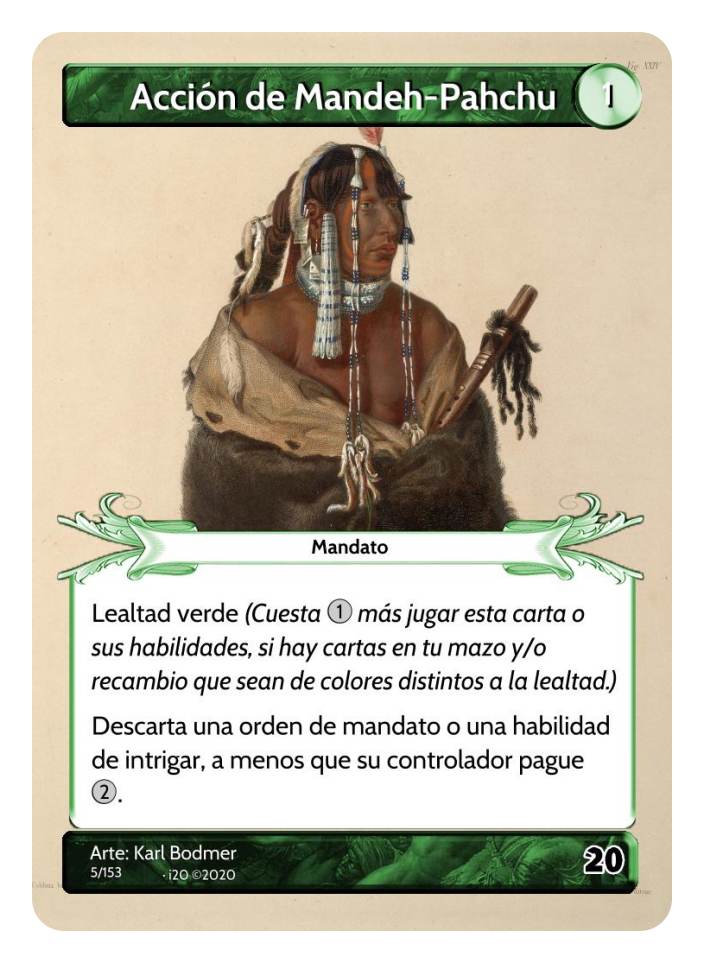 Fig. XXIV
Acción de Mandeh-Pahchu
1
Mandato
Lealtad verde (Cuesta 1 más jugar esta carta o
sus habilidades, si hay cartas en tu mazo y/o
recambio que sean de colores distintos a la lealtad.)
Descarta una orden de mandato o una habilidad
de intrigar, a menos que su controlador pague
2.
Arte: Karl Bodmer
5/153 · i20 ©2020
20